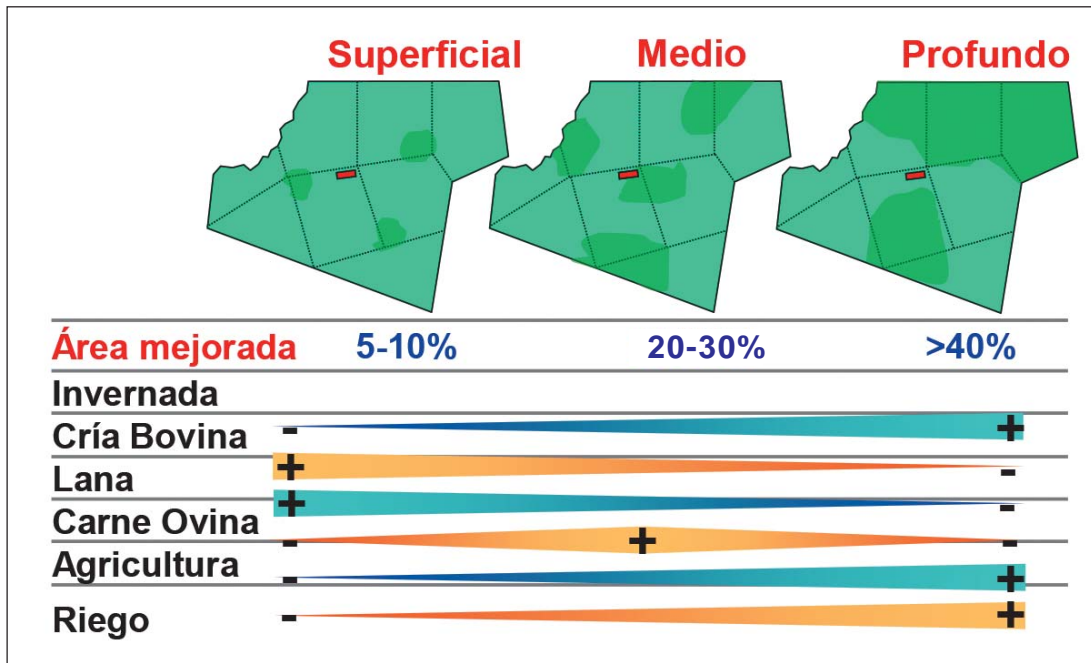 Superficial Medio Profundo
Área mejorada 5-10% 20-30% >40%
Invernada
- +
Cría Bovina
+ -
Lana
+ -
Carne Ovina
- + -
Agricultura
- +
Riego - +